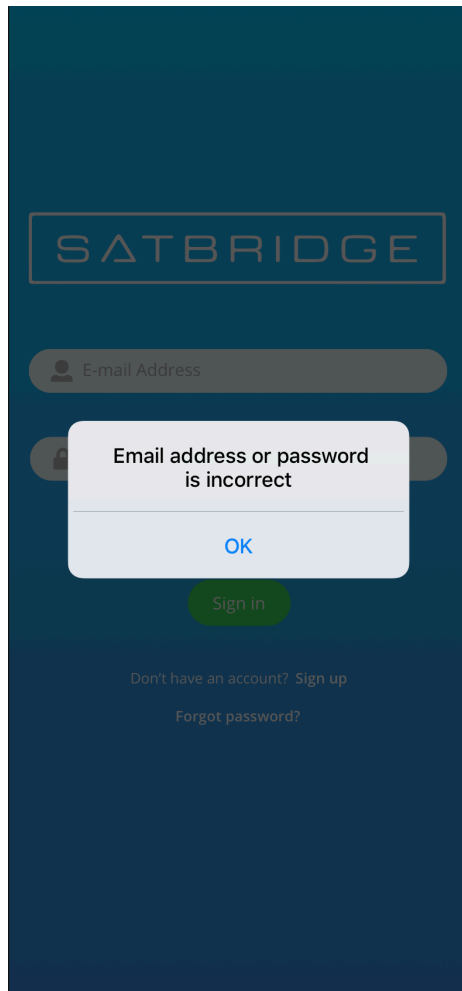 SATBRIDGE
E-mail Address
Email address or password
is incorrect
OK
Sign in
Don't have an account? Sign up
Forgot password?